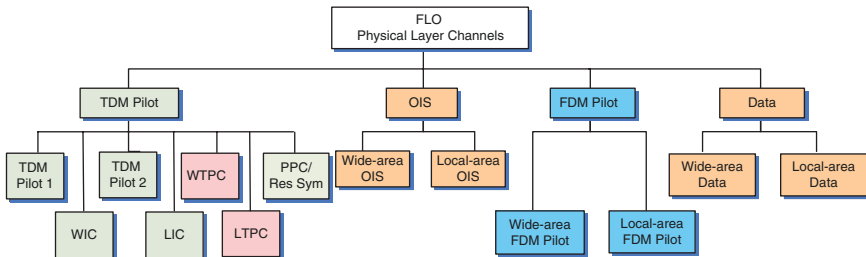 FLO
Physical Layer Channels
TDM Pilot
OIS
FDM Pilot
Data
TDM
Pilot 1
TDM
Pilot 2
WTPC
PPC/
Res Sym
Wide-area
OIS
Local-area
OIS
Wide-area
Data
Local-area
Data
WIC
LIC
LTPC
Wide-area
FDM Pilot
Local-area
FDM Pilot